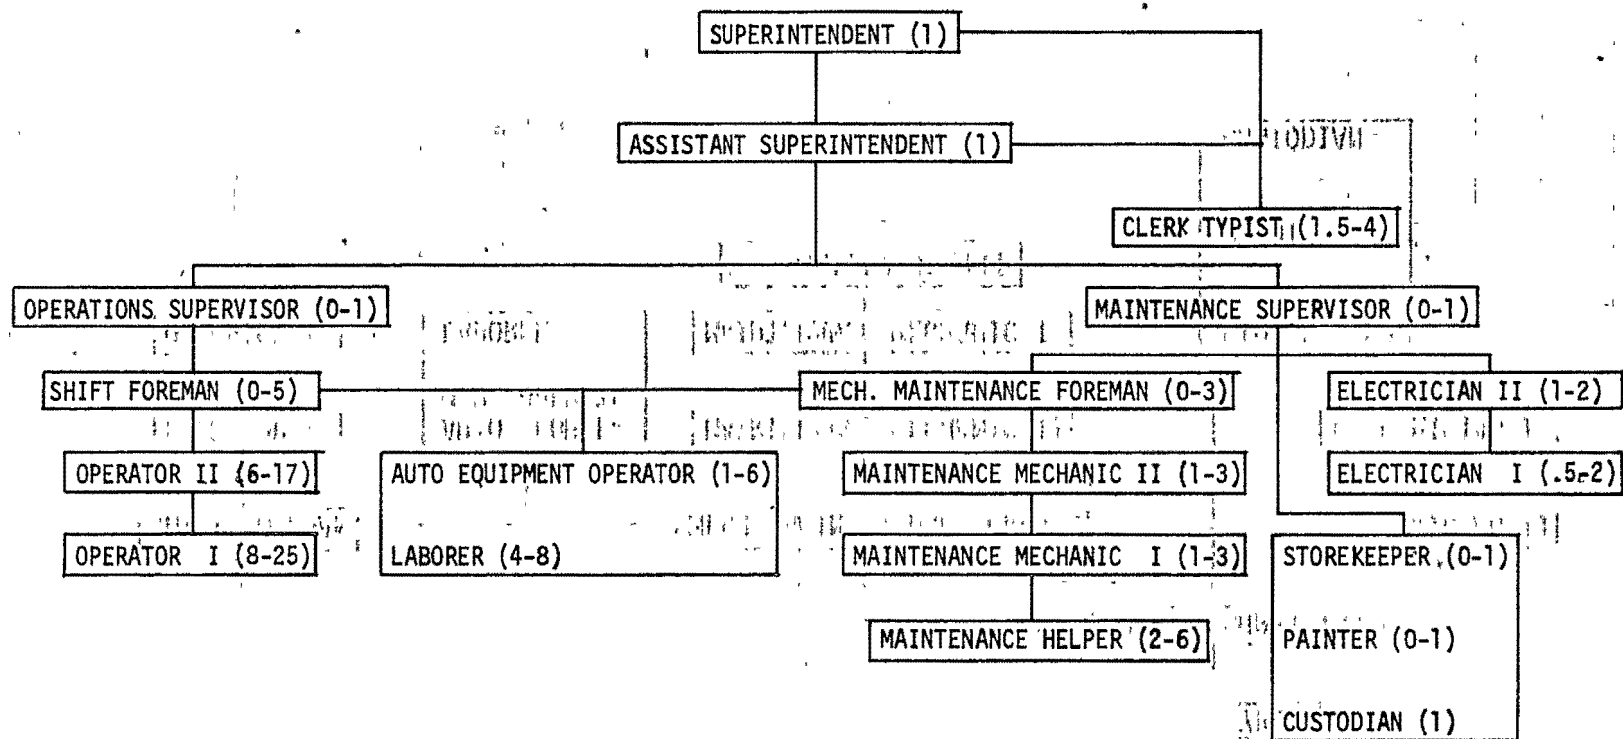 SUPERINTENDENT (1)
ASSISTANT SUPERINTENDENT (1)
CLERK TYPIST (1.5-4)
OPERATIONS SUPERVISOR (0-1)
MAINTENANCE SUPERVISOR (0-1)
SHIFT FOREMAN (0-5)
MECH. MAINTENANCE FOREMAN (0-3)
ELECTRICIAN II (1-2)
OPERATOR II (6-17)
AUTO EQUIPMENT OPERATOR (1-6)
MAINTENANCE MECHANIC II (1-3)
ELECTRICIAN I (.5-2)
OPERATOR I (8-25)
LABORER (4-8)
MAINTENANCE MECHANIC I (1-3)
STOREKEEPER (0-1)
MAINTENANCE HELPER (2-6)
PAINTER (0-1)
CUSTODIAN (1)